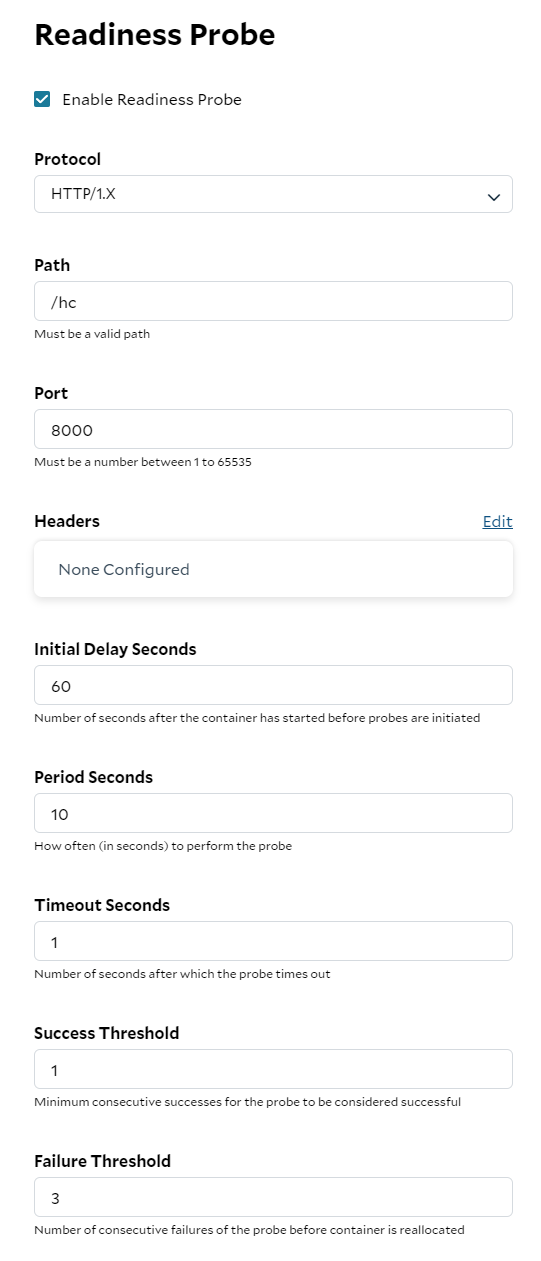 Readiness Probe
Enable Readiness Probe
Protocol
HTTP/1.X
Path
/hc
Must be a valid path
Port
8000
Must be a number between 1 to 65535
Headers Edit
None Configured
Initial Delay Seconds
60
Number of seconds after the container has started before probes are initiated
Period Seconds
10
How often (in seconds) to perform the probe
Timeout Seconds
1
Number of seconds after which the probe times out
Success Threshold
1
Minimum consecutive successes for the probe to be considered successful
Failure Threshold
3
Number of consecutive failures of the probe before container is reallocated